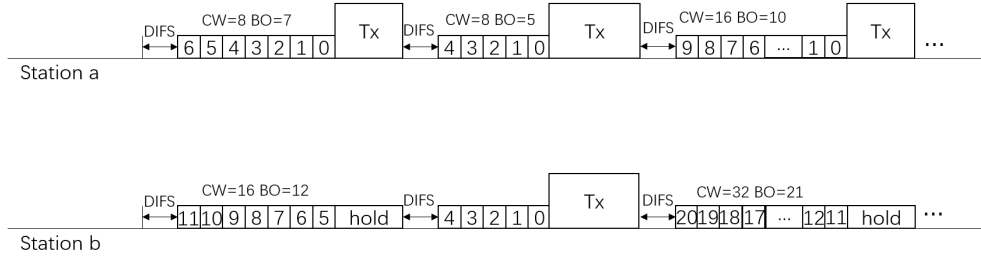 CW=8 BO=7 CW=8 BO=5 CW=16 BO=10
DIFS Tx DIFS Tx DIFS Tx
6 5 4 3 2 1 0 4 3 2 1 0 9 8 7 6 ... 1 0 ...
Station a
CW=16 BO=12 CW=32 BO=21
DIFS DIFS Tx DIFS
11 10 9 8 7 6 5 hold 4 3 2 1 0 20 19 18 17 ... 12 11 hold ...
Station b